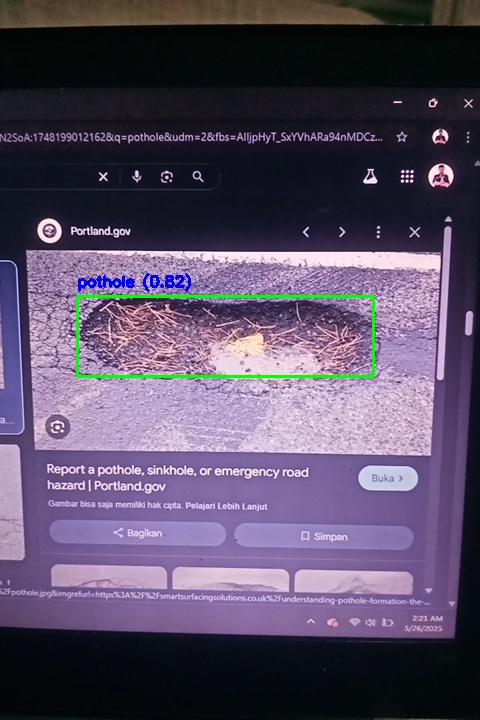 N2SoA:1748199012162&q=pothole&udm=2&fbs=AIIjpHyT_SxYVhARa94nMDCz...
Portland.gov
pothole (0.82)
a...
Report a pothole, sinkhole, or emergency road
hazard | Portland.gov
Buka >
Gambar bisa saja memiliki hak cipta. Pelajari Lebih Lanjut
Bagikan
Simpan
%2Fpothole.jpg&imgrefurl=https%3A%2F%2Fsmartsurfacingsolutions.co.uk%2Funderstanding-pothole-formation-the-...
2:21 AM
5/26/2025